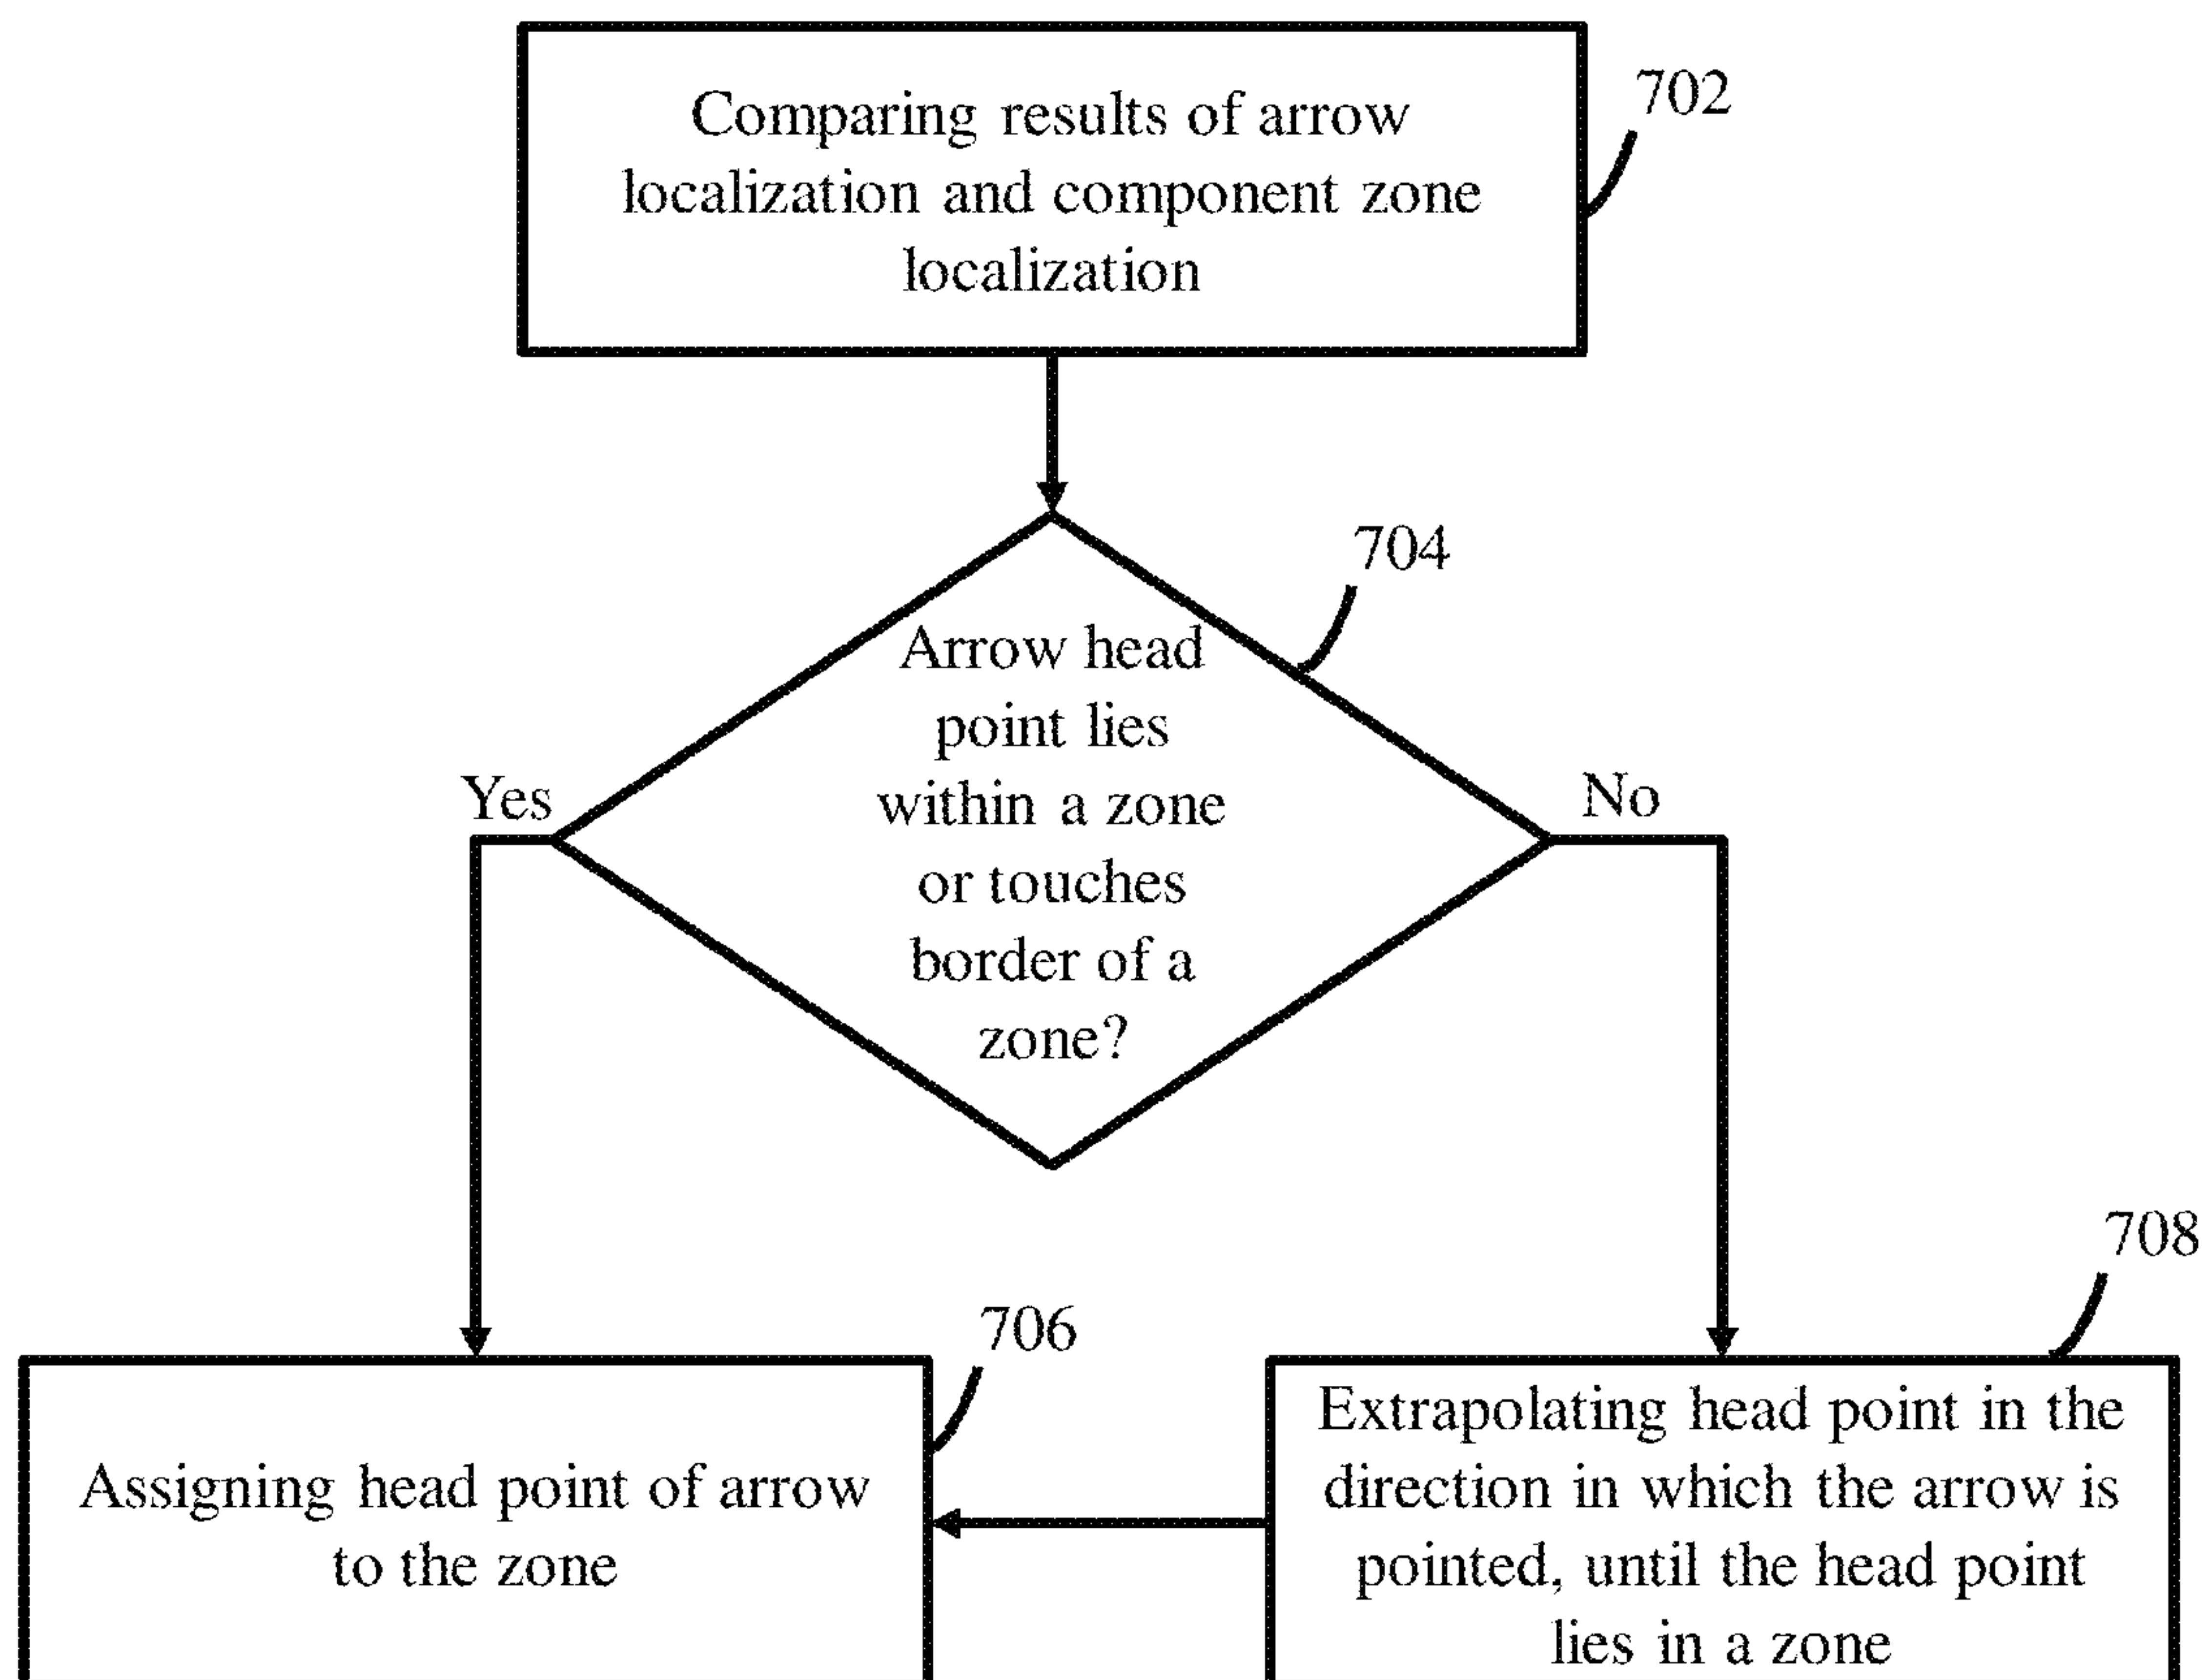 Comparing results of arrow
localization and component zone
localization
702
704
Arrow head
point lies
within a zone
or touches
border of a
zone?
Yes
No
706
Assigning head point of arrow
to the zone
708
Extrapolating head point in the
direction in which the arrow is
pointed, until the head point
lies in a zone